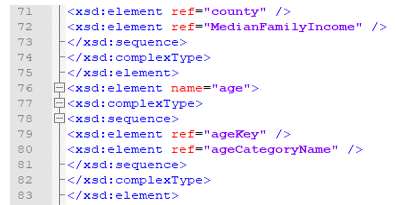 71 <xsd:element ref="county" />
72 <xsd:element ref="MedianFamilyIncome" />
73 </xsd:sequence>
74 </xsd:complexType>
75 </xsd:element>
76 <xsd:element name="age">
77 <xsd:complexType>
78 <xsd:sequence>
79 <xsd:element ref="ageKey" />
80 <xsd:element ref="ageCategoryName" />
81 </xsd:sequence>
82 </xsd:complexType>
83 </xsd:element>